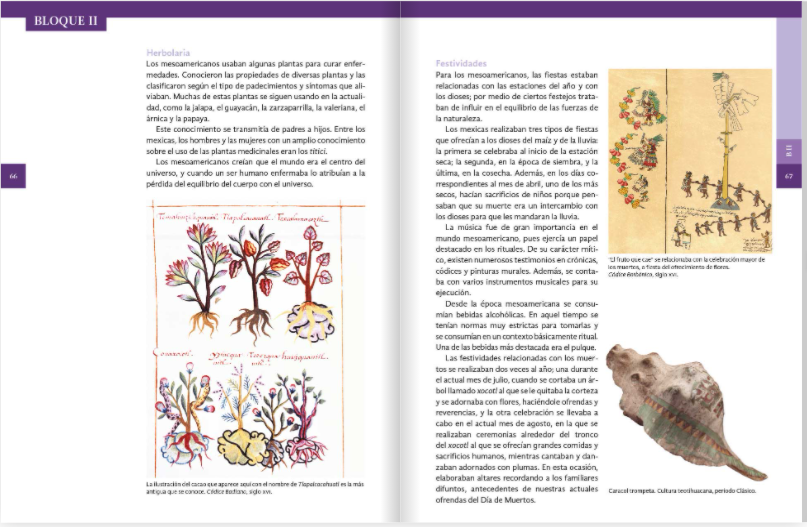 BLOQUE II
Herbolaria
Los mesoamericanos usaban algunas plantas para curar enfer-
medades. Conocieron las propiedades de diversas plantas y las
clasificaron según el tipo de padecimientos y síntomas que ali-
viaban. Muchas de estas plantas se siguen usando en la actuali-
dad, como la jalapa, el guayacán, la zarzaparrilla, la valeriana, el
árnica y la papaya.
Este conocimiento se transmitía de padres a hijos. Entre los
mexicas, los hombres y las mujeres con un amplio conocimiento
sobre el uso de las plantas medicinales eran los titici.
Los mesoamericanos creían que el mundo era el centro del
universo, y cuando un ser humano enfermaba lo atribuían a la
pérdida del equilibrio del cuerpo con el universo.
66
La ilustración del cacao que aparece aquí con el nombre de Tlapalcacahuatl es la más
antigua que se conoce. Códice Badiano, siglo XVI.
Festividades
Para los mesoamericanos, las fiestas estaban
relacionadas con las estaciones del año y con
los dioses; por medio de ciertos festejos trata-
ban de influir en el equilibrio de las fuerzas de
la naturaleza.
Los mexicas realizaban tres tipos de fiestas
que ofrecían a los dioses del maíz y de la lluvia:
la primera se celebraba al inicio de la estación
seca; la segunda, en la época de siembra, y la
última, en la cosecha. Además, en los días co-
rrespondientes al mes de abril, uno de los más
secos, hacían sacrificios de niños porque pen-
saban que su muerte era un intercambio con
los dioses para que les mandaran la lluvia.
La música fue de gran importancia en el
mundo mesoamericano, pues ejercía un papel
destacado en los rituales. De su carácter míti-
co, existen numerosos testimonios en crónicas,
códices y pinturas murales. Además, se conta-
ba con varios instrumentos musicales para su
ejecución.
Desde la época mesoamericana se consu-
mían bebidas alcohólicas. En aquel tiempo se
tenían normas muy estrictas para tomarlas y
se consumían en un contexto básicamente ritual.
Una de las bebidas más destacada era el pulque.
Las festividades relacionadas con los muer-
tos se realizaban dos veces al año; una durante
el actual mes de julio, cuando se cortaba un ár-
bol llamado xocotl al que se le quitaba la corteza
y se adornaba con flores, haciéndole ofrendas y
reverencias, y la otra celebración se llevaba a
cabo en el actual mes de agosto, en la que se
realizaban ceremonias alrededor del tronco
del xocotl al que se ofrecían grandes comidas y
sacrificios humanos, mientras cantaban y dan-
zaban adornados con plumas. En esta ocasión,
elaboraban altares recordando a los familiares
difuntos, antecedentes de nuestras actuales
ofrendas del Día de Muertos.
"El fruto que cae" se relacionaba con la celebración mayor de
los muertos, o fiesta del ofrecimiento de flores.
Códice Borbónico, siglo XVI.
Caracol trompeta. Cultura teotihuacana, periodo Clásico.
B II
67